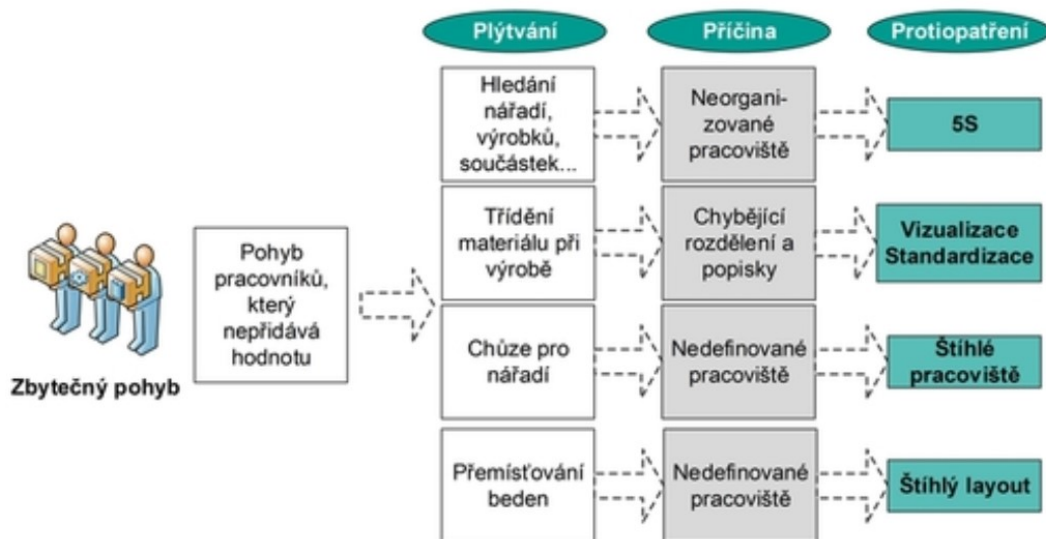 Plýtvání
Příčina
Protiopatření
Hledání
nářadí,
výrobků,
součástek...
Neorgani-
zované
pracoviště
5S
Třídění
materiálu při
výrobě
Chybějící
rozdělení a
popisky
Vizualizace
Standardizace
Pohyb
pracovníků,
který
nepřidává
hodnotu
Zbytečný pohyb
Chůze pro
nářadí
Nedefinované
pracoviště
Štíhlé
pracoviště
Přemísťování
beden
Nedefinované
pracoviště
Štíhlý layout